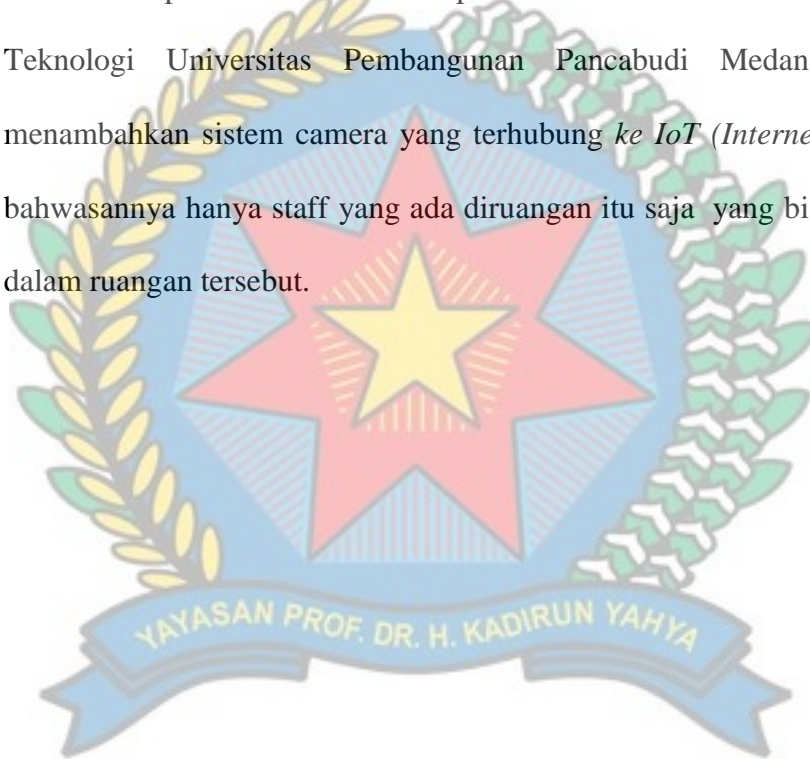 Teknologi Universitas Pembangunan Pancabudi Medan
menambahkan sistem camera yang terhubung ke IoT (Interne
bahwasannya hanya staff yang ada diruangan itu saja yang bi
dalam ruangan tersebut.
YAYASAN PROF. DR. H. KADIRUN YAHYA